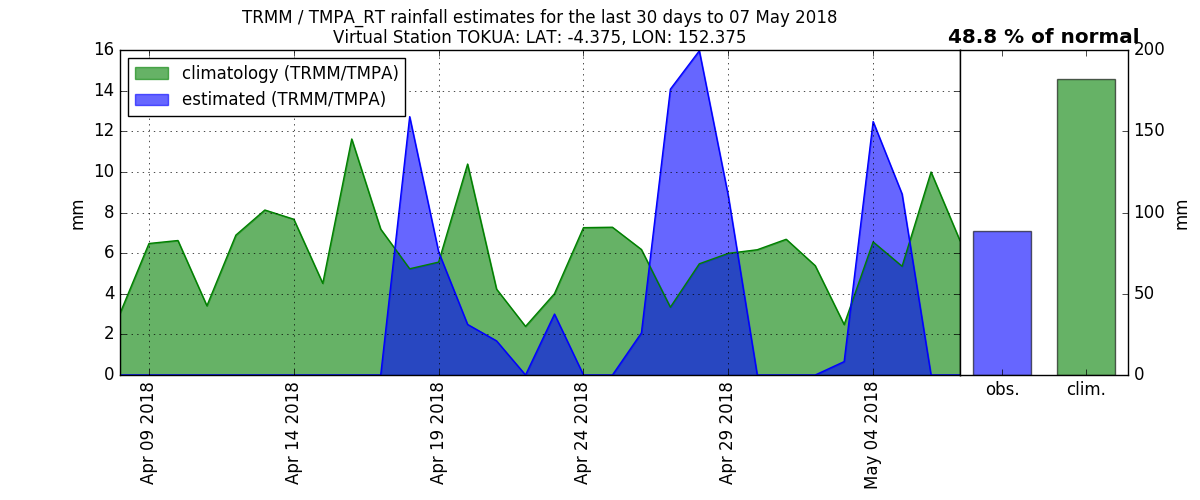 TRMM / TMPA_RT rainfall estimates for the last 30 days to 07 May 2018
Virtual Station TOKUA: LAT: -4.375, LON: 152.375
48.8 % of normal
climatology (TRMM/TMPA)
estimated (TRMM/TMPA)
mm
16
14
12
10
8
6
4
2
0
Apr 09 2018
Apr 14 2018
Apr 19 2018
Apr 24 2018
Apr 29 2018
May 04 2018
obs.
clim.
200
150
100
50
0
mm